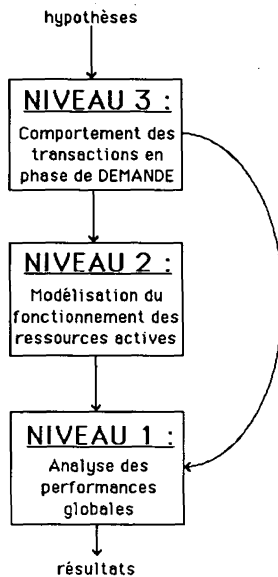 hypothèses
NIVEAU 3 :
Comportement des
transactions en
phase de DEMANDE
NIVEAU 2 :
Modélisation du
fonctionnement des
ressources actives
NIVEAU 1 :
Analyse des
performances
globales
résultats